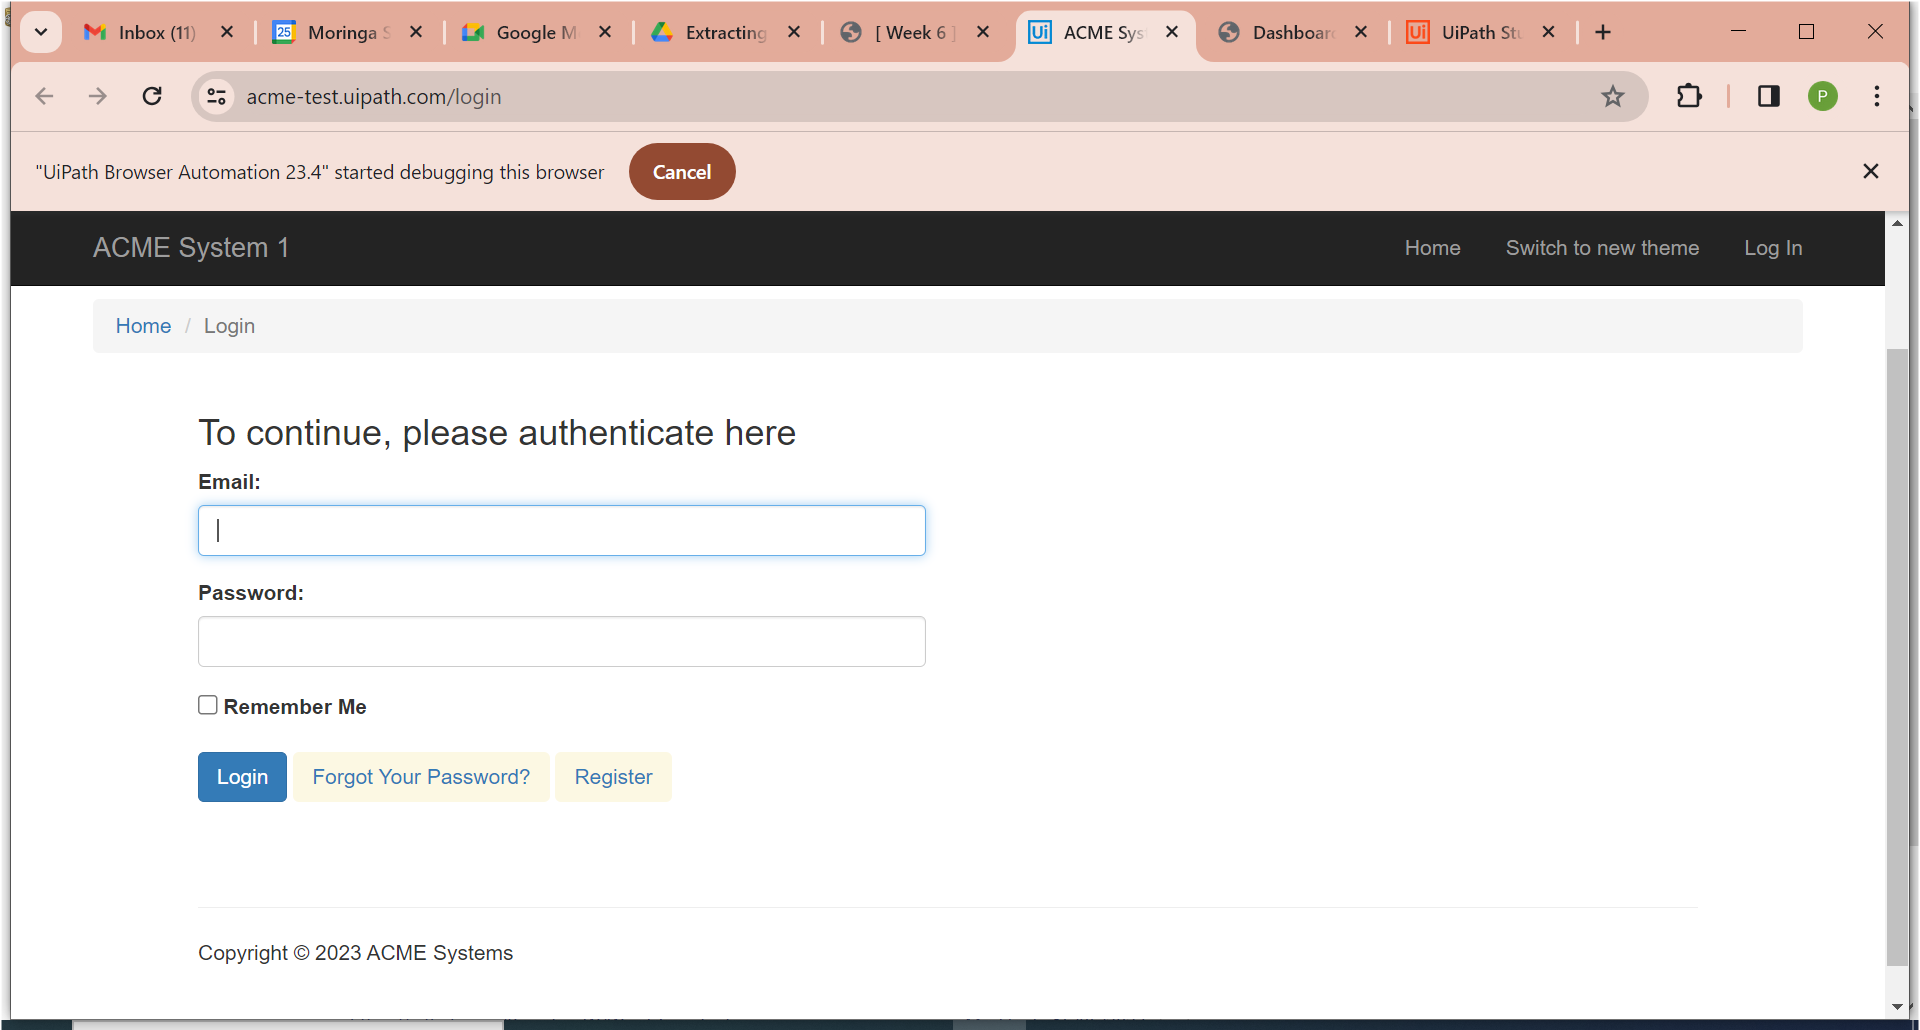 Inbox (11)
25 Moringa S
Google M
Extracting
[ Week 6 ]
Ui ACME Sys
Dashboard
Ui UiPath Stu
acme-test.uipath.com/login
P
"UiPath Browser Automation 23.4" started debugging this browser
Cancel
ACME System 1
Home
Switch to new theme
Log In
Home / Login
To continue, please authenticate here
Email:
Password:
Remember Me
Login
Forgot Your Password?
Register
Copyright © 2023 ACME Systems